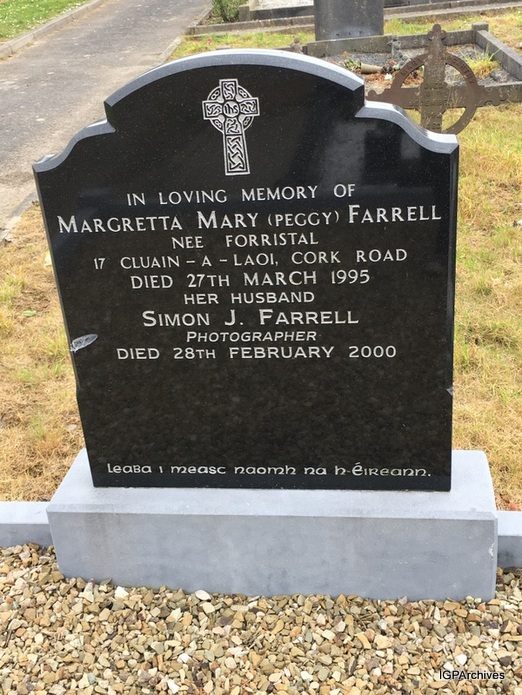 ihs
IN LOVING MEMORY OF
MARGRETTA MARY (PEGGY) FARRELL
NEE FORRISTAL
17 CLUAIN - A - LAOI, CORK ROAD
DIED 27TH MARCH 1995
HER HUSBAND
SIMON J. FARRELL
PHOTOGRAPHER
DIED 28TH FEBRUARY 2000
Leaba i measc naomh na h-Éireann.
IGPArchives